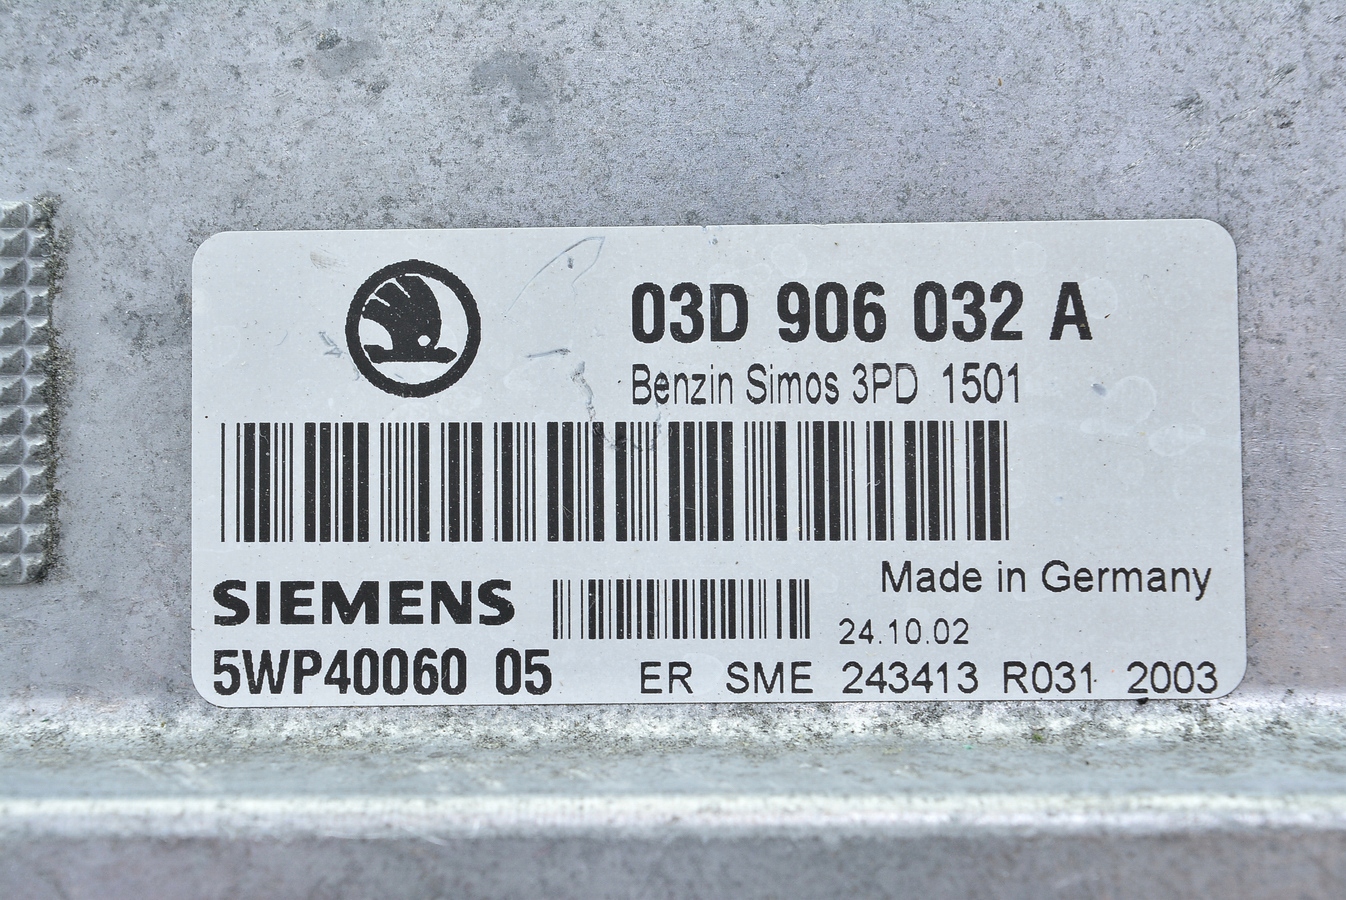 03D 906 032 A
Benzin Simos 3PD 1501
SIEMENS
Made in Germany
24.10.02
5WP40060 05
ER SME 243413 R031 2003